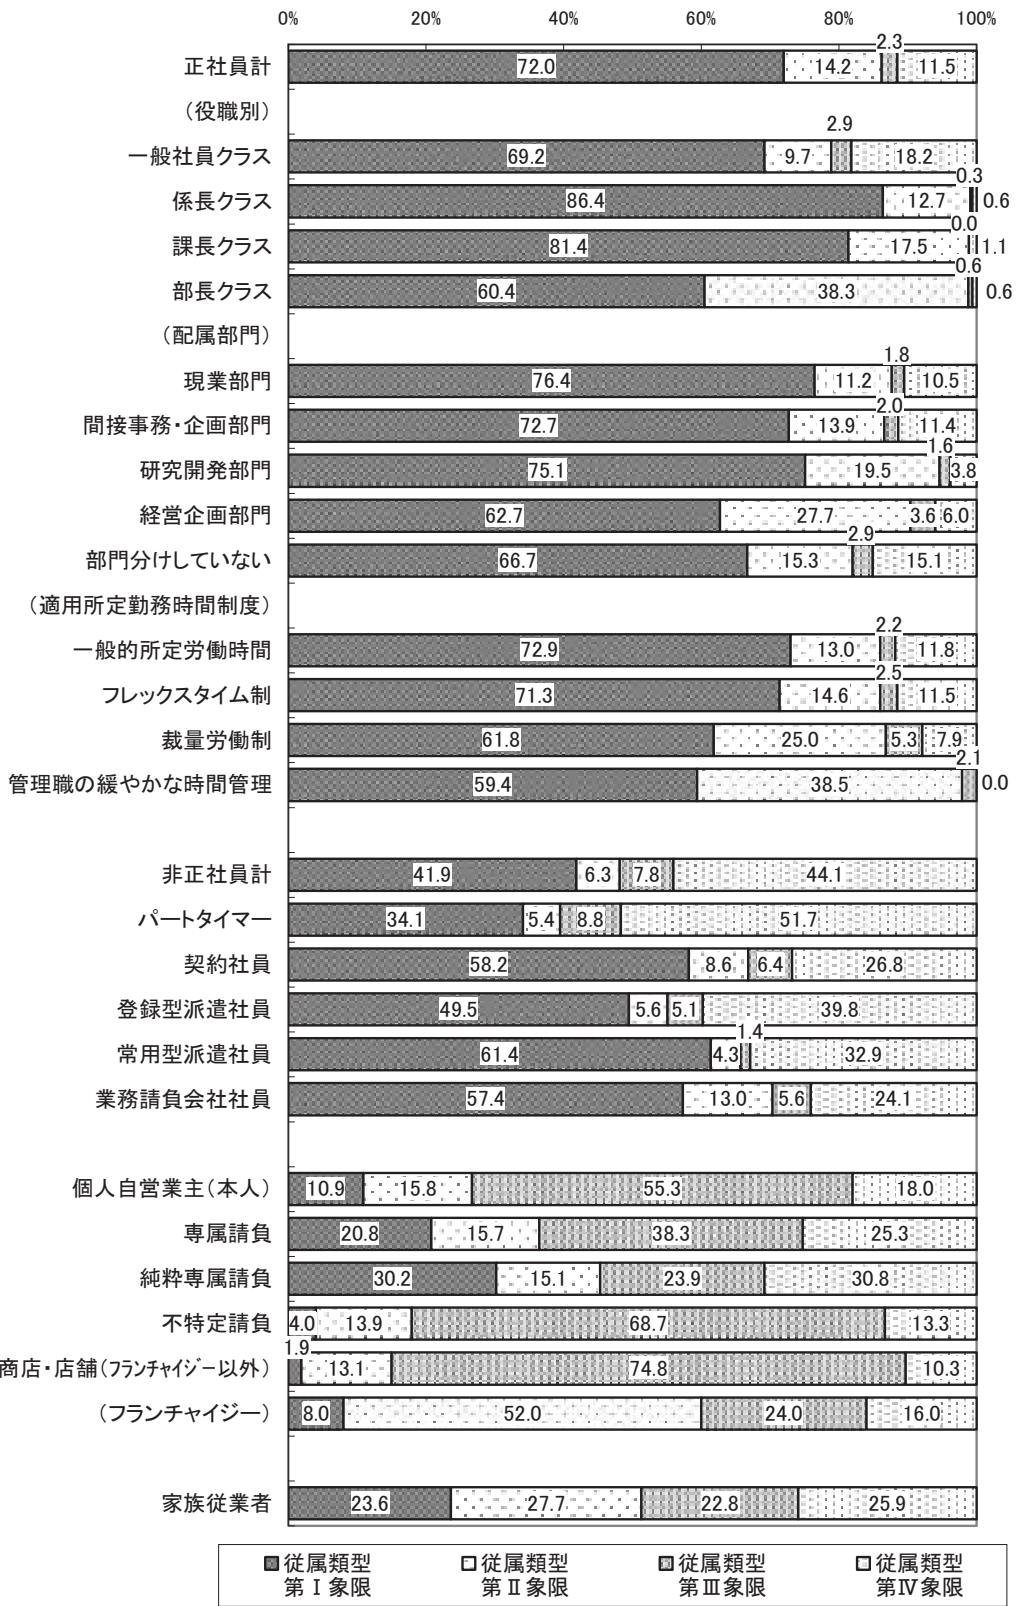 0% 20% 40% 60% 80% 100%
2.3
正社員計 72.0 14.2 11.5
(役職別)
2.9
一般社員クラス 69.2 9.7 18.2
0.3
係長クラス 86.4 12.7 0.6
0.0
課長クラス 81.4 17.5 1.1
0.6
部長クラス 60.4 38.3 0.6
(配属部門)
1.8
現業部門 76.4 11.2 10.5
2.0
間接事務・企画部門 72.7 13.9 11.4
1.6
研究開発部門 75.1 19.5 3.8
経営企画部門 62.7 27.7 3.6 6.0
2.9
部門分けしていない 66.7 15.3 15.1
(適用所定勤務時間制度)
2.2
一般的所定労働時間 72.9 13.0 11.8
2.5
フレックスタイム制 71.3 14.6 11.5
裁量労働制 61.8 25.0 5.3 7.9
2.1
管理職の緩やかな時間管理 59.4 38.5 0.0
非正社員計 41.9 6.3 7.8 44.1
パートタイマー 34.1 5.4 8.8 51.7
契約社員 58.2 8.6 6.4 26.8
登録型派遣社員 49.5 5.6 5.1 39.8
1.4
常用型派遣社員 61.4 4.3 32.9
業務請負会社社員 57.4 13.0 5.6 24.1
個人自営業主(本人) 10.9 15.8 55.3 18.0
専属請負 20.8 15.7 38.3 25.3
純粋専属請負 30.2 15.1 23.9 30.8
不特定請負 4.0 13.9 68.7 13.3
1.9
商店・店舗(フランチャイジー以外) 13.1 74.8 10.3
(フランチャイジー) 8.0 52.0 24.0 16.0
家族従業者 23.6 27.7 22.8 25.9
従属類型 従属類型 従属類型 従属類型
第Ⅰ象限 第Ⅱ象限 第Ⅲ象限 第Ⅳ象限